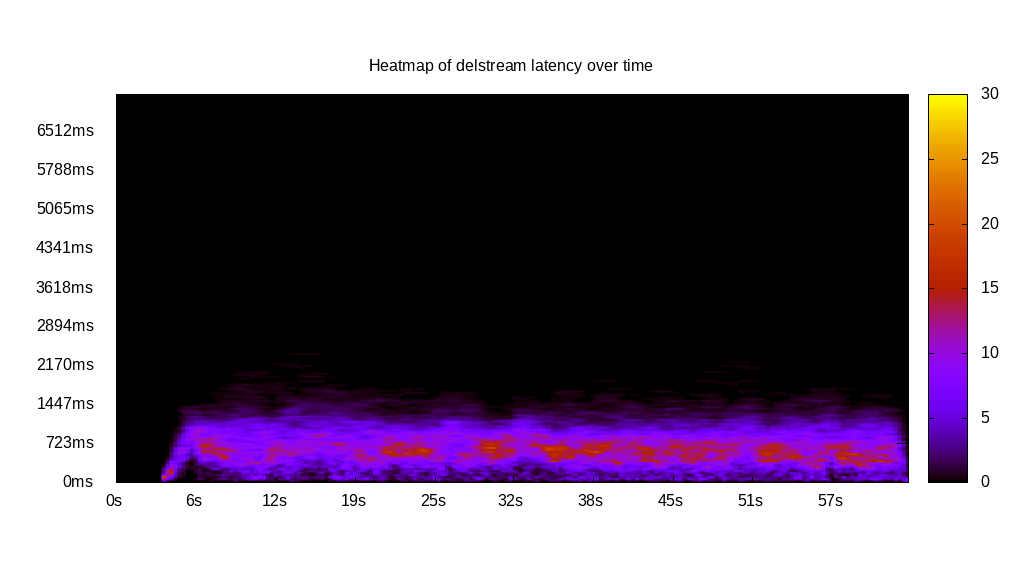 Heatmap of delstream latency over time
6512ms
5788ms
5065ms
4341ms
3618ms
2894ms
2170ms
1447ms
723ms
0ms
0s 6s 12s 19s 25s 32s 38s 45s 51s 57s
30
25
20
15
10
5
0